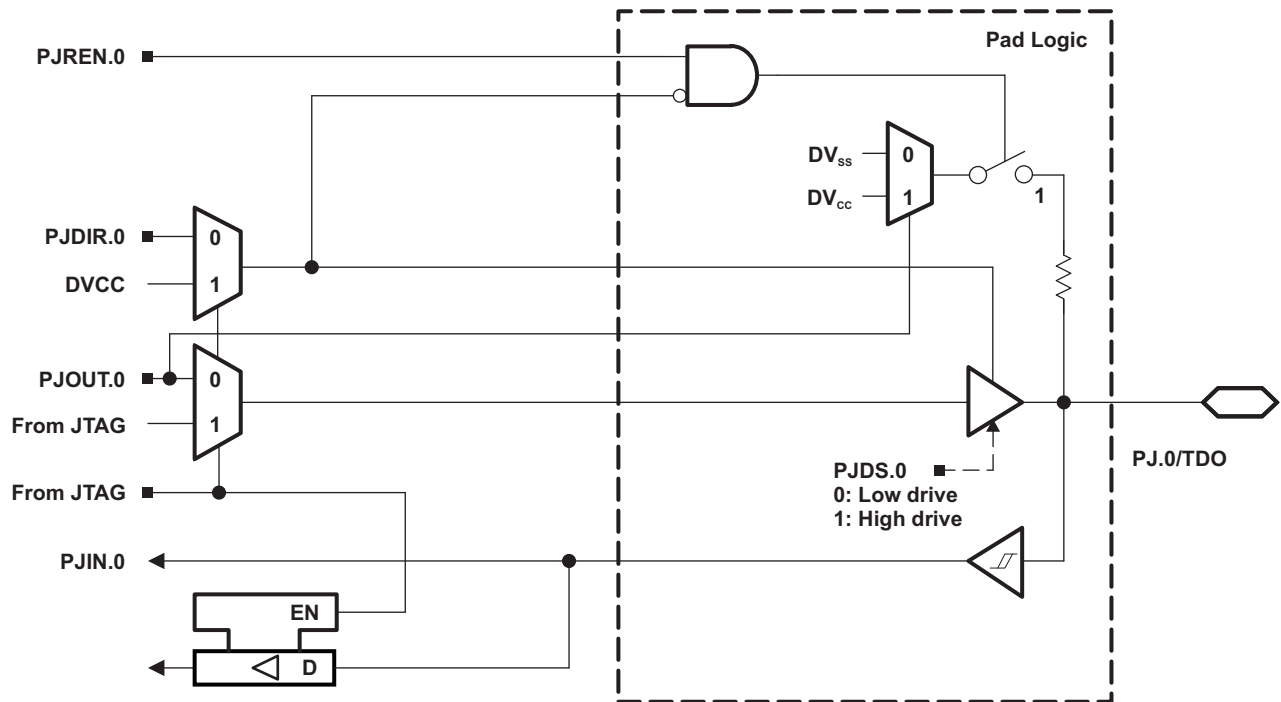 Pad Logic
PJREN.0
DVss
0
DVcc
1
1
PJDIR.0
0
DVCC
1
PJOUT.0
0
From JTAG
1
PJDS.0
0: Low drive
1: High drive
PJ.0/TDO
From JTAG
PJIN.0
EN
D